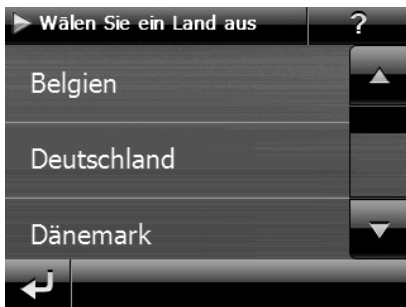 Wälen Sie ein Land aus ?
Belgien
Deutschland
Dänemark